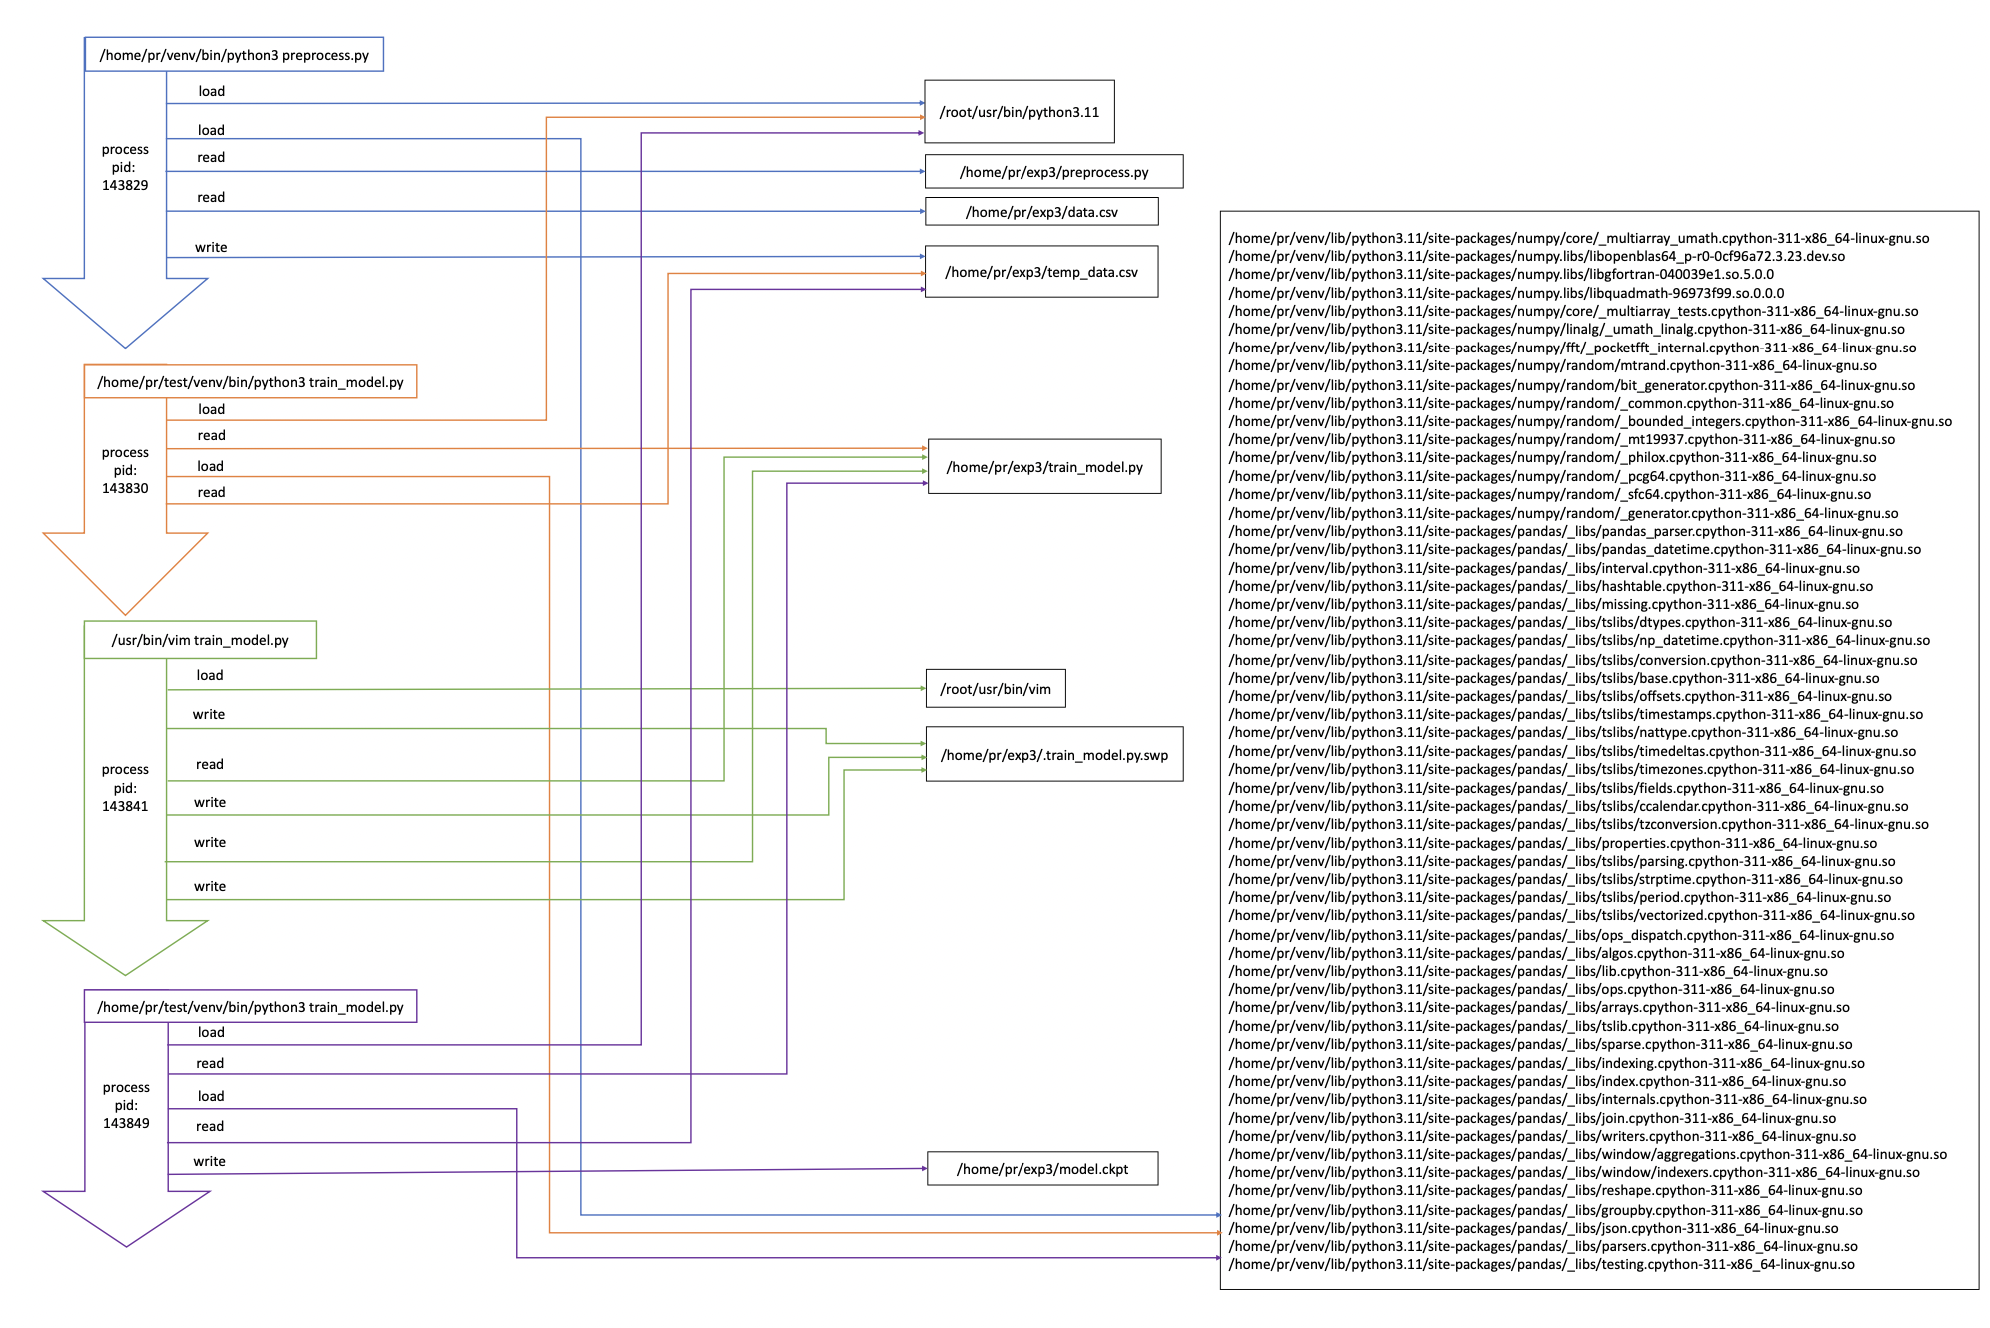 /home/pr/venv/bin/python3 preprocess.py
load
load
read
read
write
process
pid:
143829
/home/pr/test/venv/bin/python3 train_model.py
load
read
load
read
process
pid:
143830
/usr/bin/vim train_model.py
load
write
read
write
write
write
process
pid:
143841
/home/pr/test/venv/bin/python3 train_model.py
load
read
load
read
write
process
pid:
143849
/root/usr/bin/python3.11
/home/pr/exp3/preprocess.py
/home/pr/exp3/data.csv
/home/pr/exp3/temp_data.csv
/home/pr/exp3/train_model.py
/root/usr/bin/vim
/home/pr/exp3/.train_model.py.swp
/home/pr/exp3/model.ckpt
/home/pr/venv/lib/python3.11/site-packages/numpy/core/_multiarray_umath.cpython-311-x86_64-linux-gnu.so
/home/pr/venv/lib/python3.11/site-packages/numpy.libs/libopenblas64_p-r0-0cf96a72.3.23.dev.so
/home/pr/venv/lib/python3.11/site-packages/numpy.libs/libgfortran-040039e1.so.5.0.0
/home/pr/venv/lib/python3.11/site-packages/numpy.libs/libquadmath-96973f99.so.0.0.0
/home/pr/venv/lib/python3.11/site-packages/numpy/core/_multiarray_tests.cpython-311-x86_64-linux-gnu.so
/home/pr/venv/lib/python3.11/site-packages/numpy/linalg/_umath_linalg.cpython-311-x86_64-linux-gnu.so
/home/pr/venv/lib/python3.11/site-packages/numpy/fft/_pocketfft_internal.cpython-311-x86_64-linux-gnu.so
/home/pr/venv/lib/python3.11/site-packages/numpy/random/mtrand.cpython-311-x86_64-linux-gnu.so
/home/pr/venv/lib/python3.11/site-packages/numpy/random/bit_generator.cpython-311-x86_64-linux-gnu.so
/home/pr/venv/lib/python3.11/site-packages/numpy/random/_common.cpython-311-x86_64-linux-gnu.so
/home/pr/venv/lib/python3.11/site-packages/numpy/random/_bounded_integers.cpython-311-x86_64-linux-gnu.so
/home/pr/venv/lib/python3.11/site-packages/numpy/random/_mt19937.cpython-311-x86_64-linux-gnu.so
/home/pr/venv/lib/python3.11/site-packages/numpy/random/_philox.cpython-311-x86_64-linux-gnu.so
/home/pr/venv/lib/python3.11/site-packages/numpy/random/_pcg64.cpython-311-x86_64-linux-gnu.so
/home/pr/venv/lib/python3.11/site-packages/numpy/random/_sfc64.cpython-311-x86_64-linux-gnu.so
/home/pr/venv/lib/python3.11/site-packages/numpy/random/_generator.cpython-311-x86_64-linux-gnu.so
/home/pr/venv/lib/python3.11/site-packages/pandas/_libs/pandas_parser.cpython-311-x86_64-linux-gnu.so
/home/pr/venv/lib/python3.11/site-packages/pandas/_libs/pandas_datetime.cpython-311-x86_64-linux-gnu.so
/home/pr/venv/lib/python3.11/site-packages/pandas/_libs/interval.cpython-311-x86_64-linux-gnu.so
/home/pr/venv/lib/python3.11/site-packages/pandas/_libs/hashtable.cpython-311-x86_64-linux-gnu.so
/home/pr/venv/lib/python3.11/site-packages/pandas/_libs/missing.cpython-311-x86_64-linux-gnu.so
/home/pr/venv/lib/python3.11/site-packages/pandas/_libs/tslibs/dtypes.cpython-311-x86_64-linux-gnu.so
/home/pr/venv/lib/python3.11/site-packages/pandas/_libs/tslibs/np_datetime.cpython-311-x86_64-linux-gnu.so
/home/pr/venv/lib/python3.11/site-packages/pandas/_libs/tslibs/conversion.cpython-311-x86_64-linux-gnu.so
/home/pr/venv/lib/python3.11/site-packages/pandas/_libs/tslibs/base.cpython-311-x86_64-linux-gnu.so
/home/pr/venv/lib/python3.11/site-packages/pandas/_libs/tslibs/offsets.cpython-311-x86_64-linux-gnu.so
/home/pr/venv/lib/python3.11/site-packages/pandas/_libs/tslibs/timestamps.cpython-311-x86_64-linux-gnu.so
/home/pr/venv/lib/python3.11/site-packages/pandas/_libs/tslibs/nattype.cpython-311-x86_64-linux-gnu.so
/home/pr/venv/lib/python3.11/site-packages/pandas/_libs/tslibs/timedeltas.cpython-311-x86_64-linux-gnu.so
/home/pr/venv/lib/python3.11/site-packages/pandas/_libs/tslibs/timezones.cpython-311-x86_64-linux-gnu.so
/home/pr/venv/lib/python3.11/site-packages/pandas/_libs/tslibs/fields.cpython-311-x86_64-linux-gnu.so
/home/pr/venv/lib/python3.11/site-packages/pandas/_libs/tslibs/ccalendar.cpython-311-x86_64-linux-gnu.so
/home/pr/venv/lib/python3.11/site-packages/pandas/_libs/tslibs/tzconversion.cpython-311-x86_64-linux-gnu.so
/home/pr/venv/lib/python3.11/site-packages/pandas/_libs/properties.cpython-311-x86_64-linux-gnu.so
/home/pr/venv/lib/python3.11/site-packages/pandas/_libs/tslibs/parsing.cpython-311-x86_64-linux-gnu.so
/home/pr/venv/lib/python3.11/site-packages/pandas/_libs/tslibs/strptime.cpython-311-x86_64-linux-gnu.so
/home/pr/venv/lib/python3.11/site-packages/pandas/_libs/tslibs/period.cpython-311-x86_64-linux-gnu.so
/home/pr/venv/lib/python3.11/site-packages/pandas/_libs/tslibs/vectorized.cpython-311-x86_64-linux-gnu.so
/home/pr/venv/lib/python3.11/site-packages/pandas/_libs/ops_dispatch.cpython-311-x86_64-linux-gnu.so
/home/pr/venv/lib/python3.11/site-packages/pandas/_libs/algos.cpython-311-x86_64-linux-gnu.so
/home/pr/venv/lib/python3.11/site-packages/pandas/_libs/lib.cpython-311-x86_64-linux-gnu.so
/home/pr/venv/lib/python3.11/site-packages/pandas/_libs/ops.cpython-311-x86_64-linux-gnu.so
/home/pr/venv/lib/python3.11/site-packages/pandas/_libs/arrays.cpython-311-x86_64-linux-gnu.so
/home/pr/venv/lib/python3.11/site-packages/pandas/_libs/tslib.cpython-311-x86_64-linux-gnu.so
/home/pr/venv/lib/python3.11/site-packages/pandas/_libs/sparse.cpython-311-x86_64-linux-gnu.so
/home/pr/venv/lib/python3.11/site-packages/pandas/_libs/indexing.cpython-311-x86_64-linux-gnu.so
/home/pr/venv/lib/python3.11/site-packages/pandas/_libs/index.cpython-311-x86_64-linux-gnu.so
/home/pr/venv/lib/python3.11/site-packages/pandas/_libs/internals.cpython-311-x86_64-linux-gnu.so
/home/pr/venv/lib/python3.11/site-packages/pandas/_libs/join.cpython-311-x86_64-linux-gnu.so
/home/pr/venv/lib/python3.11/site-packages/pandas/_libs/writers.cpython-311-x86_64-linux-gnu.so
/home/pr/venv/lib/python3.11/site-packages/pandas/_libs/window/aggregations.cpython-311-x86_64-linux-gnu.so
/home/pr/venv/lib/python3.11/site-packages/pandas/_libs/window/indexers.cpython-311-x86_64-linux-gnu.so
/home/pr/venv/lib/python3.11/site-packages/pandas/_libs/reshape.cpython-311-x86_64-linux-gnu.so
/home/pr/venv/lib/python3.11/site-packages/pandas/_libs/groupby.cpython-311-x86_64-linux-gnu.so
/home/pr/venv/lib/python3.11/site-packages/pandas/_libs/json.cpython-311-x86_64-linux-gnu.so
/home/pr/venv/lib/python3.11/site-packages/pandas/_libs/parsers.cpython-311-x86_64-linux-gnu.so
/home/pr/venv/lib/python3.11/site-packages/pandas/_libs/testing.cpython-311-x86_64-linux-gnu.so